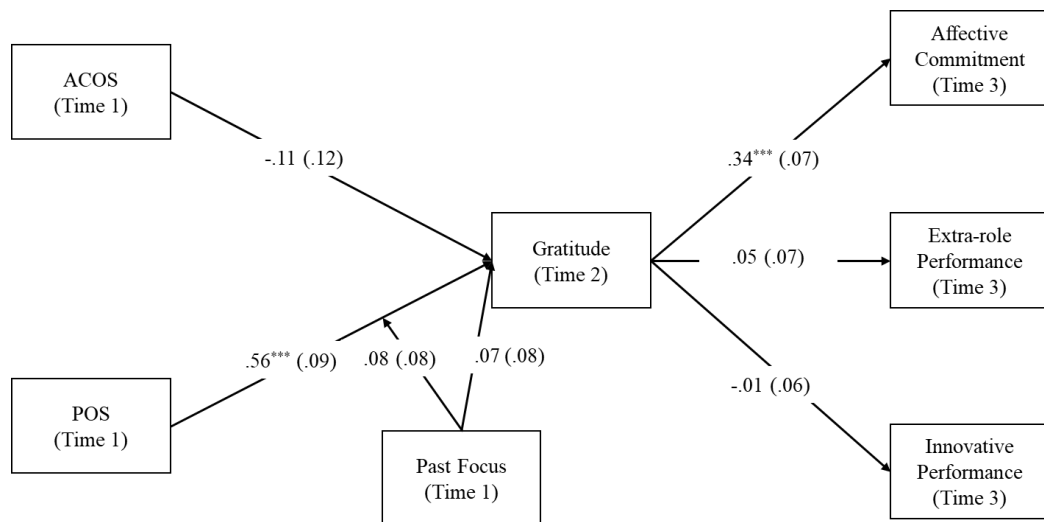 ACOS
(Time 1)
-.11 (.12)
POS
(Time 1)
.56*** (.09)
.08 (.08)
.07 (.08)
Past Focus
(Time 1)
Gratitude
(Time 2)
.34*** (.07)
.05 (.07)
-.01 (.06)
Affective
Commitment
(Time 3)
Extra-role
Performance
(Time 3)
Innovative
Performance
(Time 3)